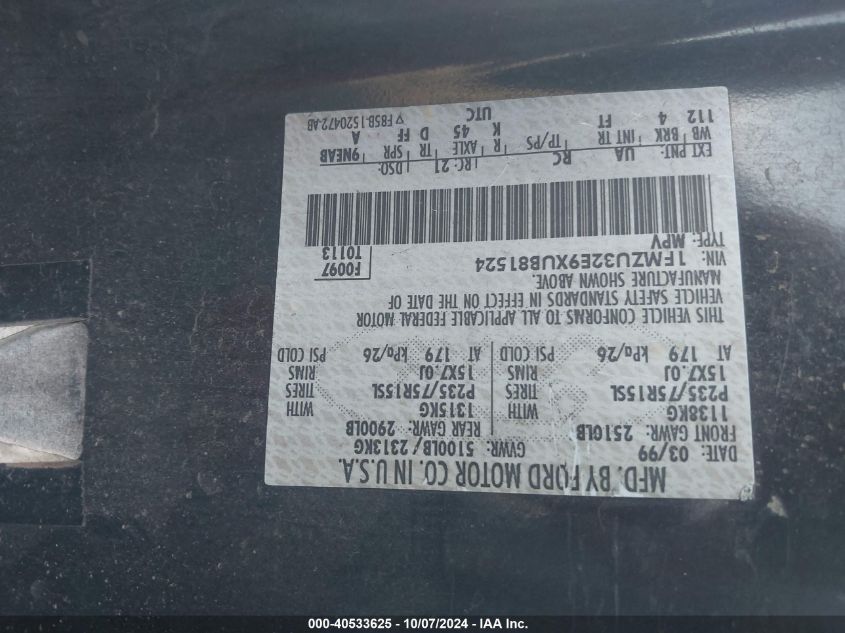 MFD. BY FORD MOTOR CO. IN U.S.A.
DATE: 03/99 GVWR: 5100LB/ 2313KG
FRONT GAWR: 2510LB REAR GAWR: 2900LB
1138KG WITH 1315KG WITH
P235/75R15SL TIRES P235/75R15SL TIRES
15X7.0J RIMS 15X7.0J RIMS
AT 179 kPa/26 PSI COLD AT 179 kPa/26 PSI COLD
THIS VEHICLE CONFORMS TO ALL APPLICABLE FEDERAL MOTOR
VEHICLE SAFETY STANDARDS IN EFFECT ON THE DATE OF
MANUFACTURE SHOWN ABOVE.
VIN: 1FMZU32E9XUB81524 F0097
TYPE: MPV T0113
EXT PNT: UA RC RC: 21 DSO:
WB BRK INT TR TP/PS R AXLE TR SPR 9NEAB
112 4 FT K 45 D FF A
UTC F85B-1520472-AB
000-40533625 - 10/07/2024 - IAA Inc.